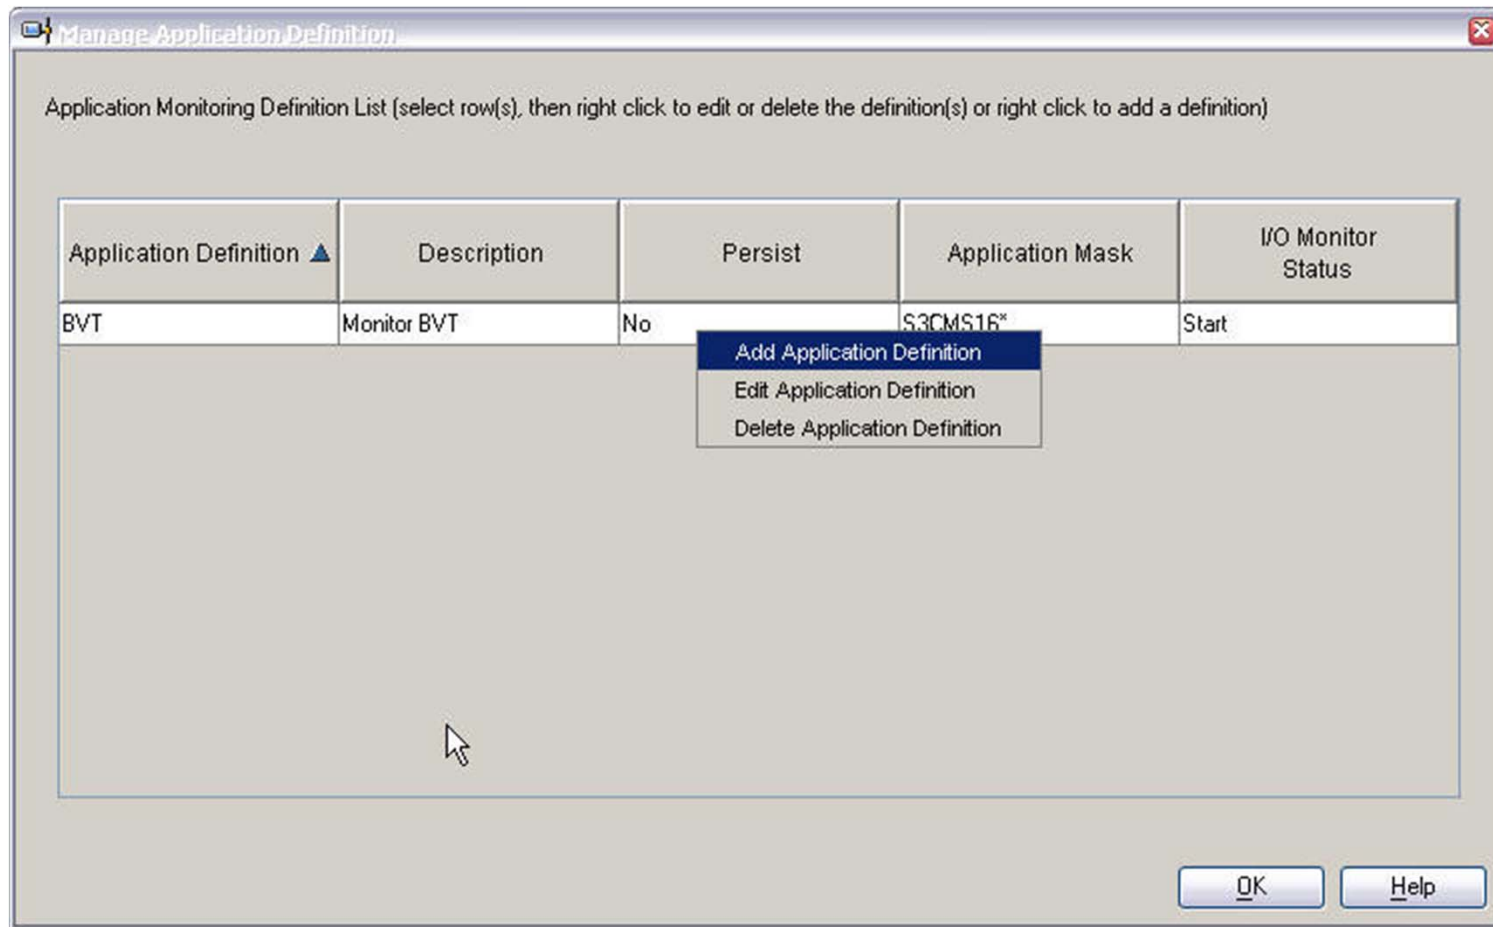 Manage Application Definition
Application Monitoring Definition List (select row(s), then right click to edit or delete the definition(s) or right click to add a definition)
Application Definition Description Persist Application Mask I/O Monitor
Status
BVT Monitor BVT No S3CMS16* Start
Add Application Definition
Edit Application Definition
Delete Application Definition
OK Help